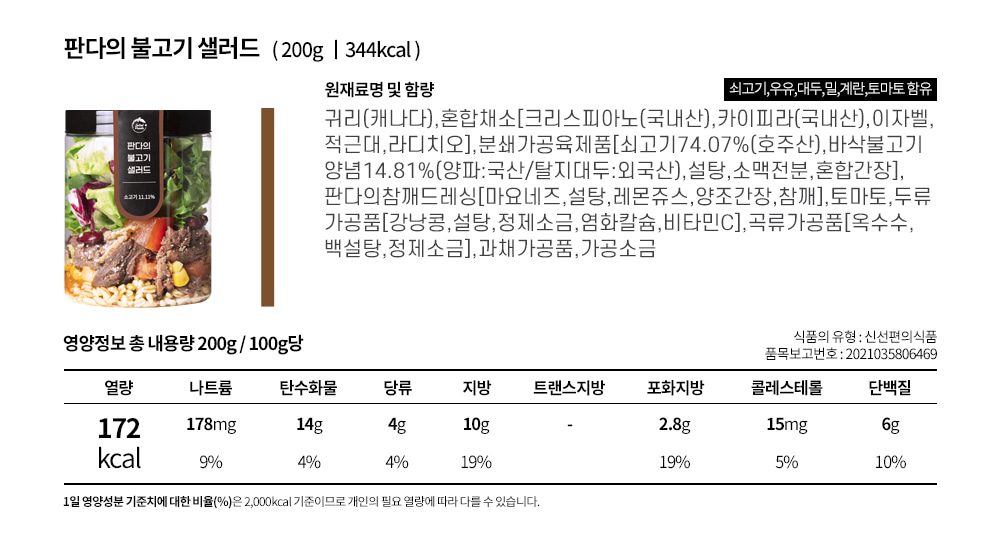 판다의 불고기 샐러드 ( 200g | 344kcal )
원재료명 및 함량
쇠고기,우유,대두,밀,계란,토마토 함유
귀리(캐나다),혼합채소[크리스피아노(국내산),카이피라(국내산),이자벨,
적근대,라디치오],분쇄가공육제품[쇠고기74.07%(호주산),바삭불고기
양념14.81%(양파:국산/탈지대두:외국산),설탕,소맥전분,혼합간장],
판다의참깨드레싱[마요네즈,설탕,레몬쥬스,양조간장,참깨],토마토,두류
가공품[강낭콩,설탕,정제소금,염화칼슘,비타민C],곡류가공품[옥수수,
백설탕,정제소금],과채가공품,가공소금
판다의
불고기
샐러드
쇠고기 11.11%
영양정보 총 내용량 200g / 100g당
식품의 유형 : 신선편의식품
품목보고번호 : 2021035806469
열량 나트륨 탄수화물 당류 지방 트랜스지방 포화지방 콜레스테롤 단백질
172 178mg 14g 4g 10g - 2.8g 15mg 6g
kcal 9% 4% 4% 19% 19% 5% 10%
1일 영양성분 기준치에 대한 비율(%)은 2,000kcal 기준이므로 개인의 필요 열량에 따라 다를 수 있습니다.